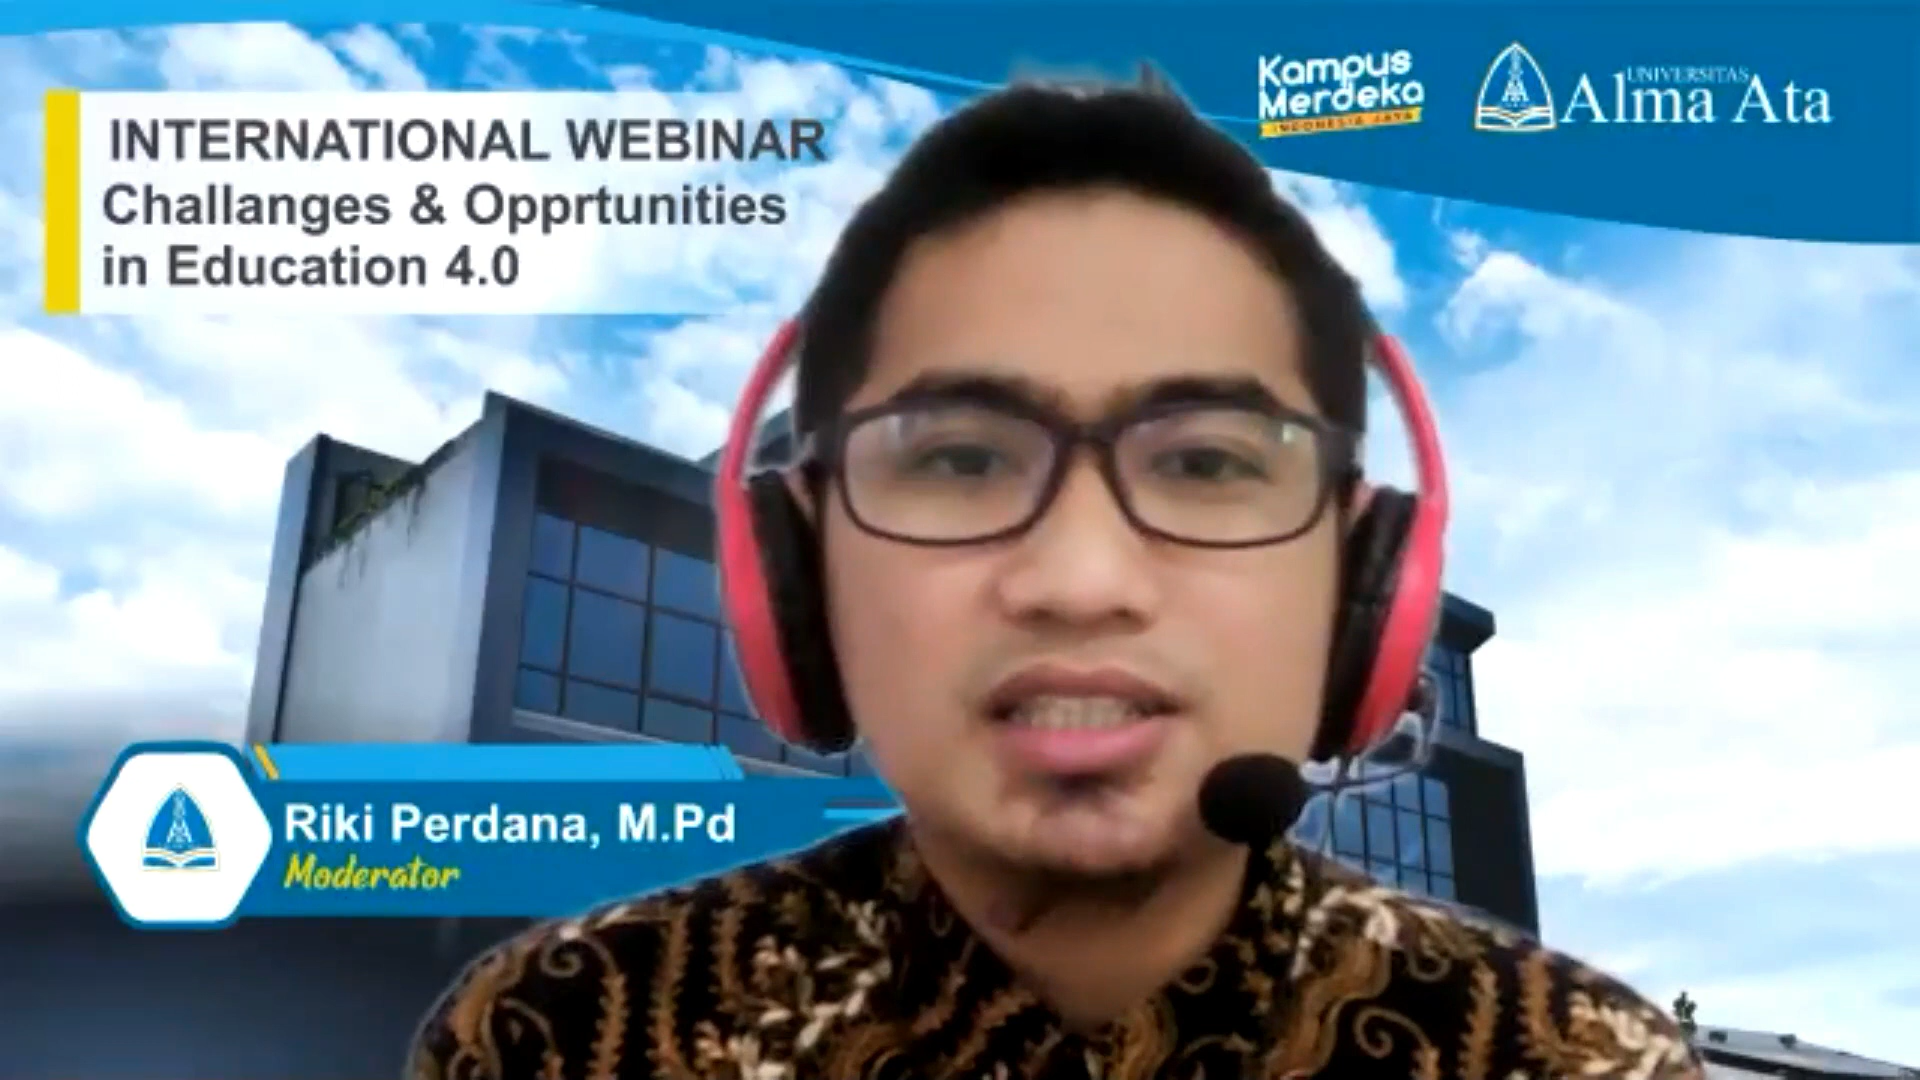 INTERNATIONAL WEBINAR
Challanges & Opprtunities
in Education 4.0
Kampus
Merdeka
INDONESIA JAYA
UNIVERSITAS
Alma Ata
Riki Perdana, M.Pd
Moderator